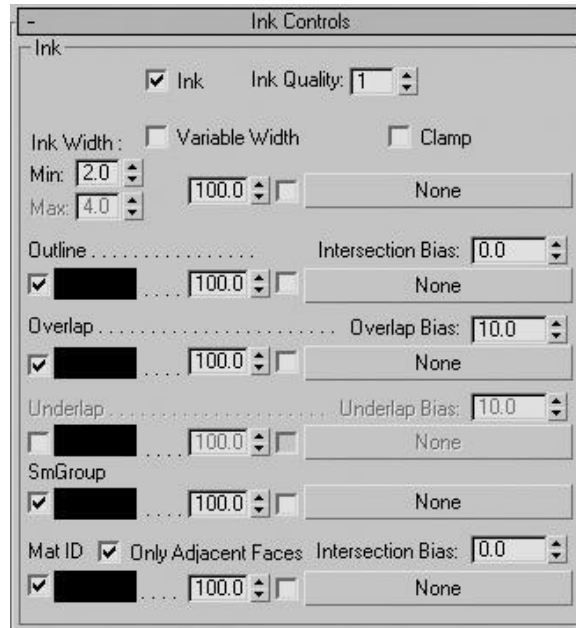 - Ink Controls
Ink
Ink Ink Quality: 1
Ink Width : Variable Width Clamp
Min: 2.0
100.0 None
Max: 4.0
Outline . . . . . . . . . . . . . . . . Intersection Bias: 0.0
. . . . 100.0 None
Overlap . . . . . . . . . . . . . . . . . . . . . . . Overlap Bias: 10.0
. . . . 100.0 None
Underlap . . . . . . . . . . . . . . . . . . . . . Underlap Bias: 10.0
. . . . 100.0 None
SmGroup
. . . . 100.0 None
Mat ID Only Adjacent Faces Intersection Bias: 0.0
. . . . 100.0 None